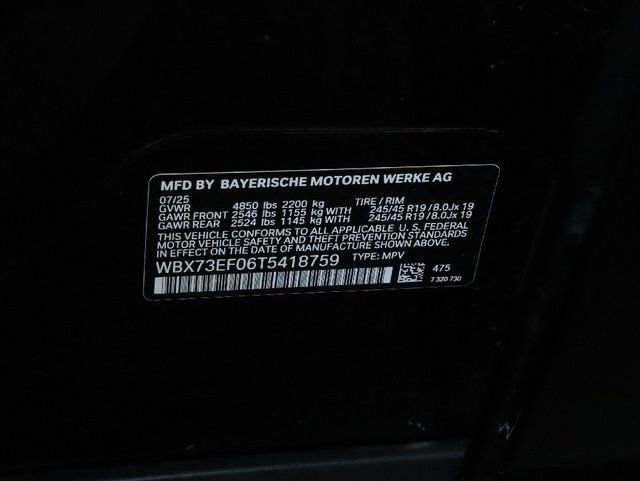 MFD BY BAYERISCHE MOTOREN WERKE AG
07/25 TIRE / RIM
GVWR 4850 lbs 2200 kg
GAWR FRONT 2546 lbs 1155 kg WITH 245/45 R19 / 8.0Jx 19
GAWR REAR 2524 lbs 1145 kg WITH 245/45 R19 / 8.0Jx 19
THIS VEHICLE CONFORMS TO ALL APPLICABLE U. S. FEDERAL
MOTOR VEHICLE SAFETY AND THEFT PREVENTION STANDARDS
IN EFFECT ON THE DATE OF MANUFACTURE SHOWN ABOVE.
WBX73EF06T5418759 TYPE: MPV
475
7 320 730